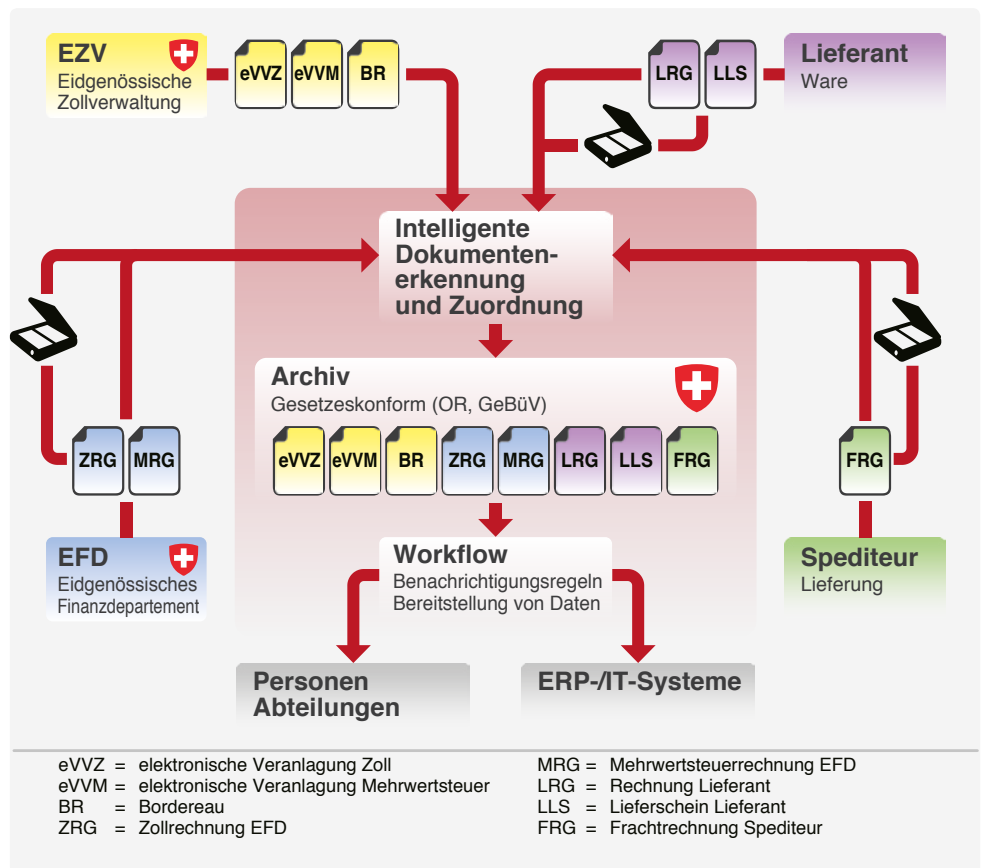 EZV
Eidgenössische
Zollverwaltung
eVVZ eVVM BR
LRG LLS
Lieferant
Ware
Intelligente
Dokumenten-
erkennung
und Zuordnung
Archiv
Gesetzeskonform (OR, GeBüV)
eVVZ eVVM BR ZRG MRG LRG LLS FRG
ZRG MRG
EFD
Eidgenössisches
Finanzdepartement
FRG
Spediteur
Lieferung
Workflow
Benachrichtigungsregeln
Bereitstellung von Daten
Personen
Abteilungen
ERP-/IT-Systeme
eVVZ = elektronische Veranlagung Zoll
eVVM = elektronische Veranlagung Mehrwertsteuer
BR = Bordereau
ZRG = Zollrechnung EFD
MRG = Mehrwertsteuerrechnung EFD
LRG = Rechnung Lieferant
LLS = Lieferschein Lieferant
FRG = Frachtrechnung Spediteur